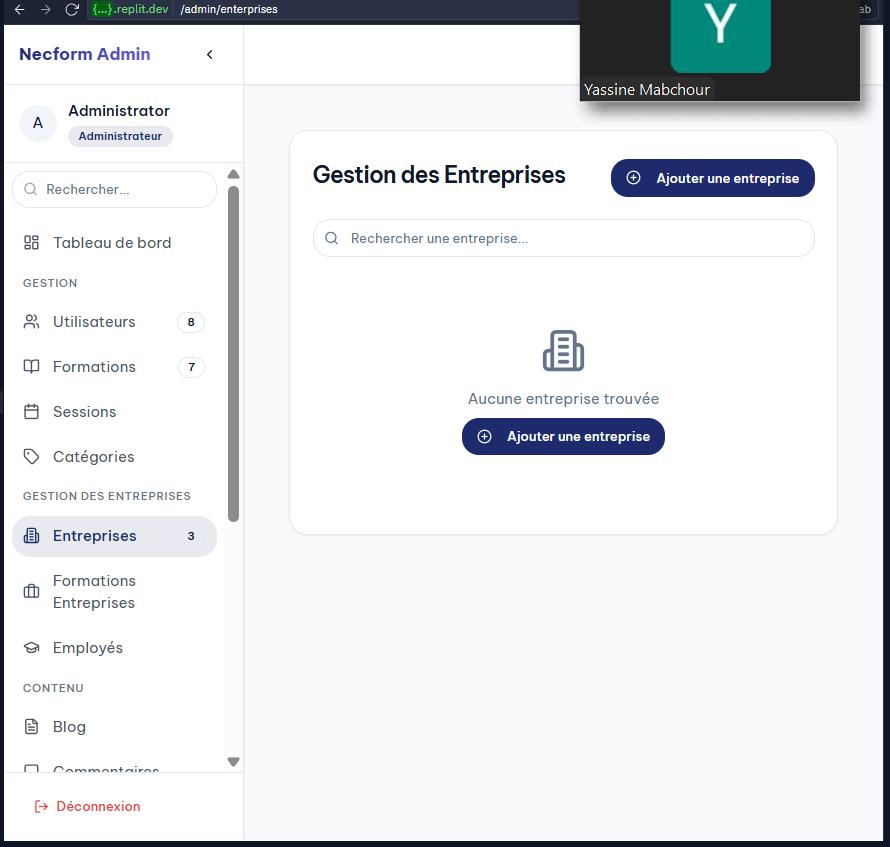 {...}.replit.dev /admin/enterprises
Y
Yassine Mabchour
Necform Admin
A
Administrator
Administrateur
Rechercher...
Tableau de bord
GESTION
Utilisateurs 8
Formations 7
Sessions
Catégories
GESTION DES ENTREPRISES
Entreprises 3
Formations
Entreprises
Employés
CONTENU
Blog
Commentaires
Déconnexion
Gestion des Entreprises
Ajouter une entreprise
Rechercher une entreprise...
Aucune entreprise trouvée
Ajouter une entreprise